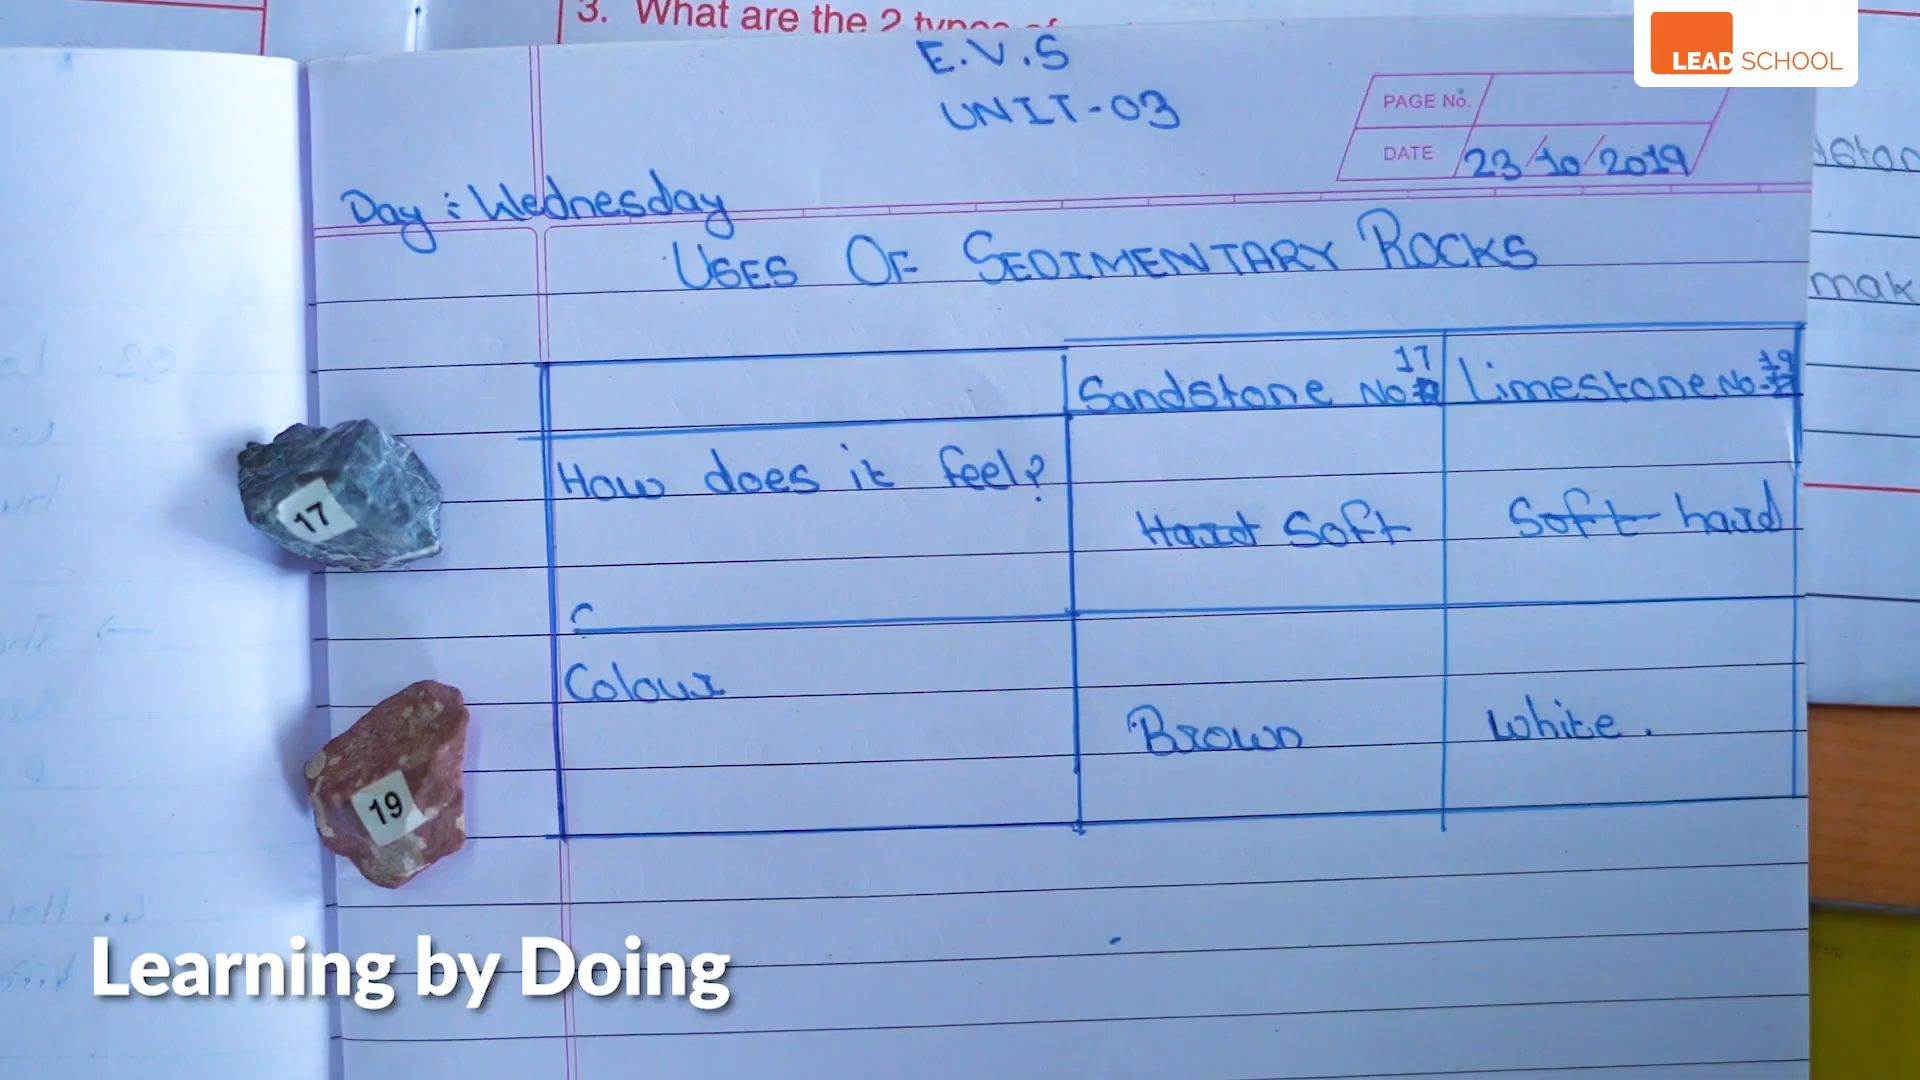 3. What are the 2 types of
LEAD SCHOOL
E.V.S
UNIT-03
PAGE No.
DATE 23/10/2019
Day : Wednesday
USES OF SEDIMENTARY ROCKS
Sandstone No 17
Limestone No. 19
How does it feel?
Hard Soft
Soft hard
Colour
Brown
White.
17
19
mak
Learning by Doing